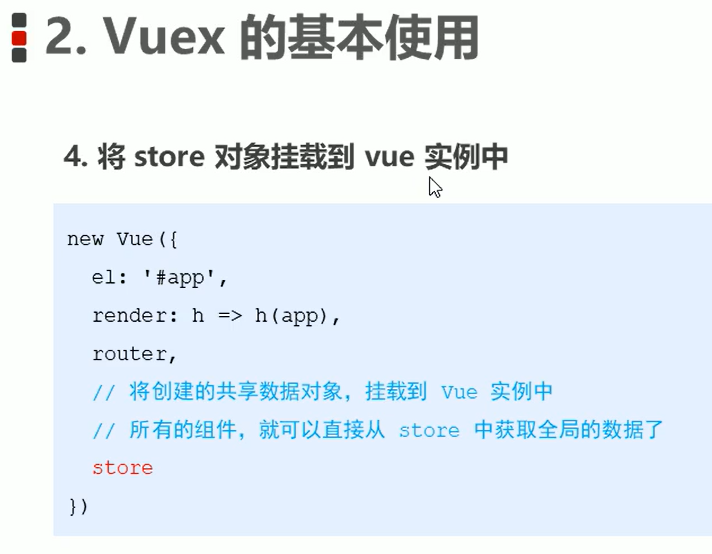 2. Vuex 的基本使用
4. 将 store 对象挂载到 vue 实例中
new Vue({
  el: '#app',
  render: h => h(app),
  router,
  // 将创建的共享数据对象，挂载到 Vue 实例中
  // 所有的组件，就可以直接从 store 中获取全局的数据了
  store
})